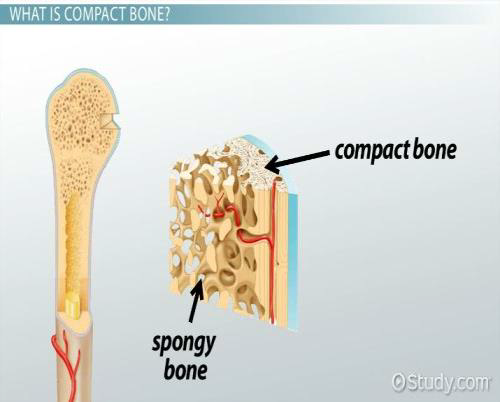 WHAT IS COMPACT BONE?
compact bone
spongy
bone
Study.com